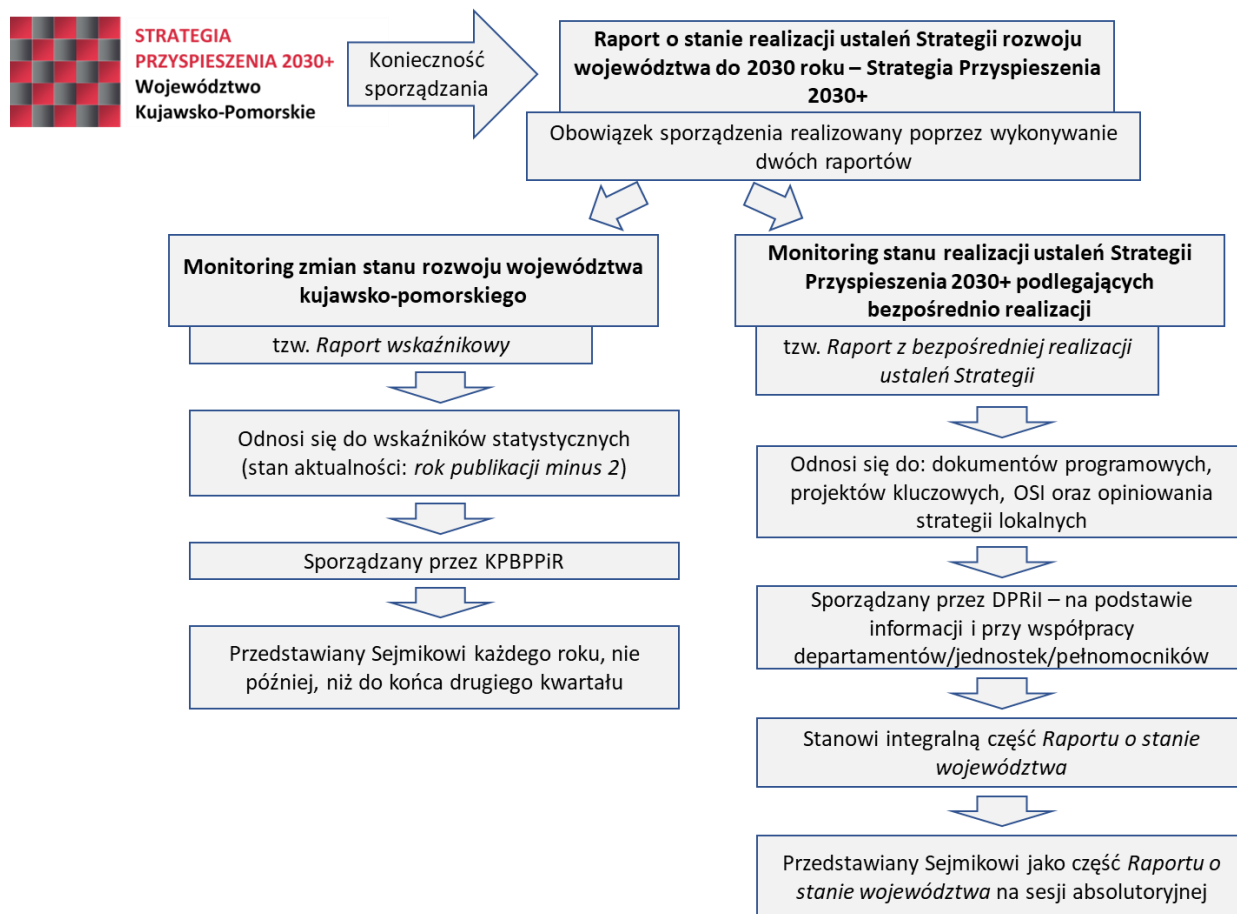 STRATEGIA
PRZYSPIESZENIA 2030+
Województwo
Kujawsko-Pomorskie
Konieczność
sporządzania
Raport o stanie realizacji ustaleń Strategii rozwoju
województwa do 2030 roku – Strategia Przyspieszenia
2030+
Obowiązek sporządzenia realizowany poprzez wykonywanie
dwóch raportów
Monitoring zmian stanu rozwoju województwa
kujawsko-pomorskiego
tzw. Raport wskaźnikowy
Odnosi się do wskaźników statystycznych
(stan aktualności: rok publikacji minus 2)
Sporządzany przez KPBPPiR
Przedstawiany Sejmikowi każdego roku, nie
później, niż do końca drugiego kwartału
Monitoring stanu realizacji ustaleń Strategii
Przyspieszenia 2030+ podlegających
bezpośrednio realizacji
tzw. Raport z bezpośredniej realizacji
ustaleń Strategii
Odnosi się do: dokumentów programowych,
projektów kluczowych, OSI oraz opiniowania
strategii lokalnych
Sporządzany przez DPRiI – na podstawie
informacji i przy współpracy
departamentów/jednostek/pełnomocników
Stanowi integralną część Raportu o stanie
województwa
Przedstawiany Sejmikowi jako część Raportu o
stanie województwa na sesji absolutoryjnej